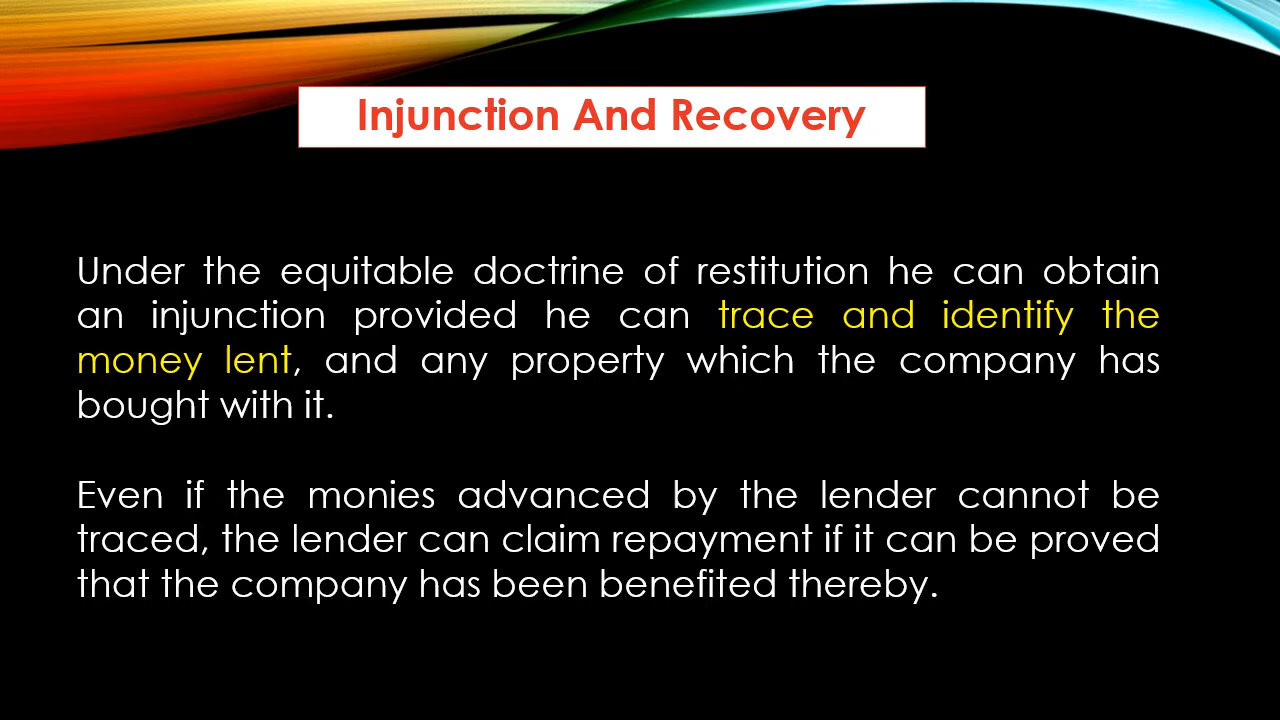 Injunction And Recovery
Under the equitable doctrine of restitution he can obtain
an injunction provided he can trace and identify the
money lent, and any property which the company has
bought with it.
Even if the monies advanced by the lender cannot be
traced, the lender can claim repayment if it can be proved
that the company has been benefited thereby.